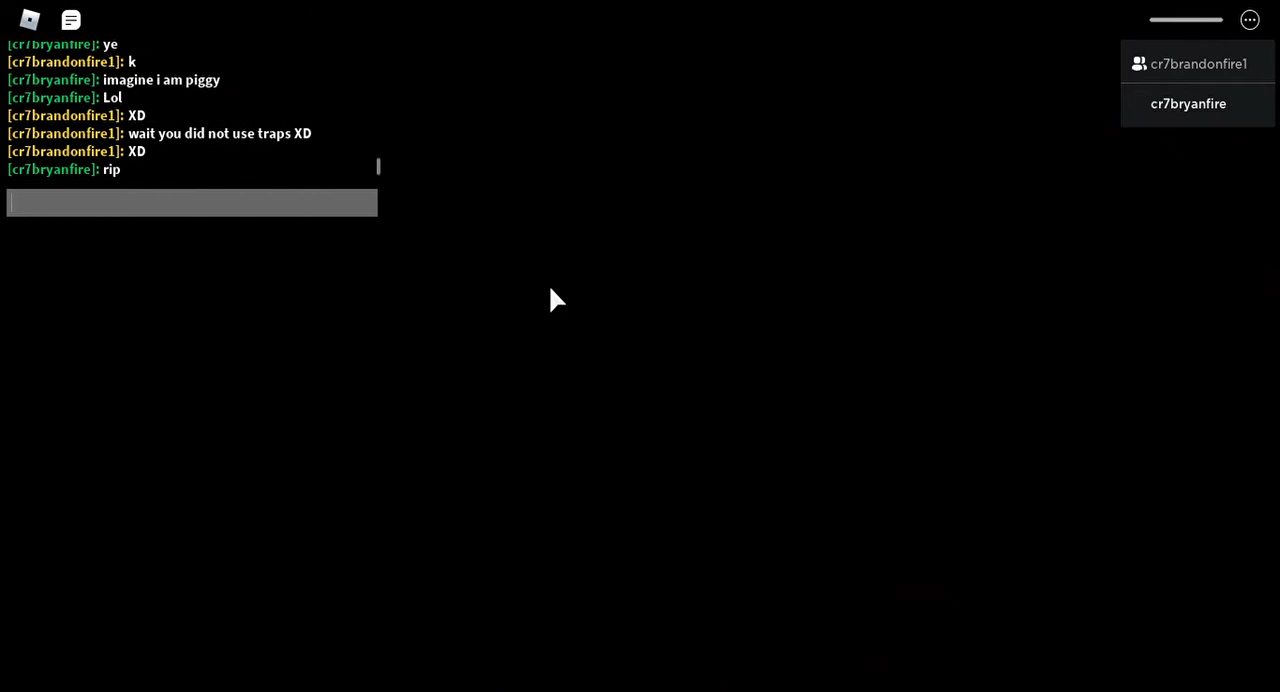 [cr7bryanfire]: ye
[cr7brandonfire1]: k
[cr7bryanfire]: imagine i am piggy
[cr7bryanfire]: Lol
[cr7brandonfire1]: XD
[cr7brandonfire1]: wait you did not use traps XD
[cr7brandonfire1]: XD
[cr7bryanfire]: rip
cr7brandonfire1
cr7bryanfire